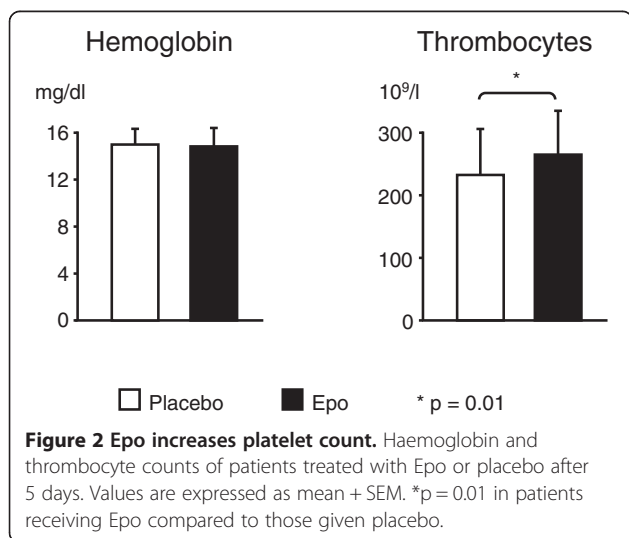 Hemoglobin
Thrombocytes
mg/dl
16
12
8
4
0
10⁹/l
*
300
200
100
0
Placebo
Epo
* p = 0.01
Figure 2 Epo increases platelet count. Haemoglobin and
thrombocyte counts of patients treated with Epo or placebo after
5 days. Values are expressed as mean + SEM. *p = 0.01 in patients
receiving Epo compared to those given placebo.